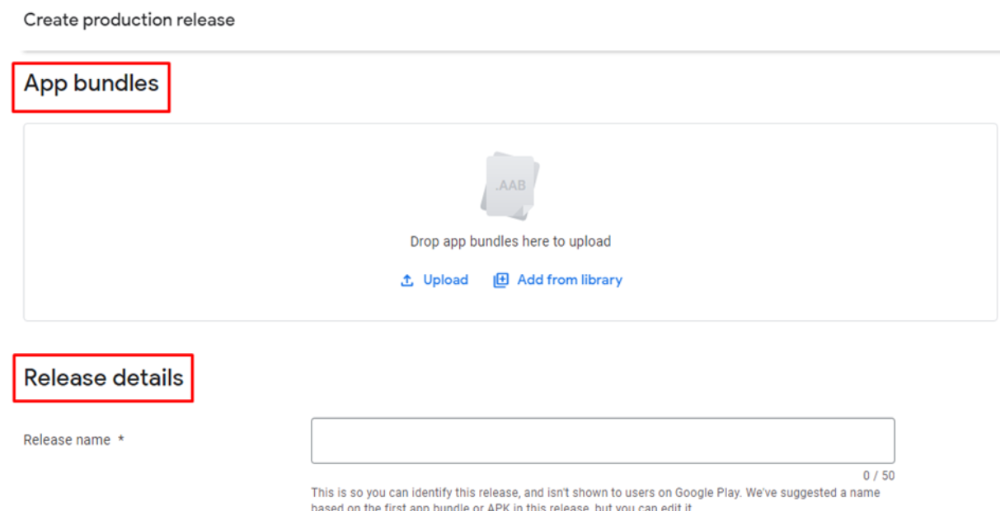 Create production release
App bundles
.AAB
Drop app bundles here to upload
Upload Add from library
Release details
Release name *
0 / 50
This is so you can identify this release, and isn't shown to users on Google Play. We've suggested a name
based on the first app bundle or APK in this release, but you can edit it.